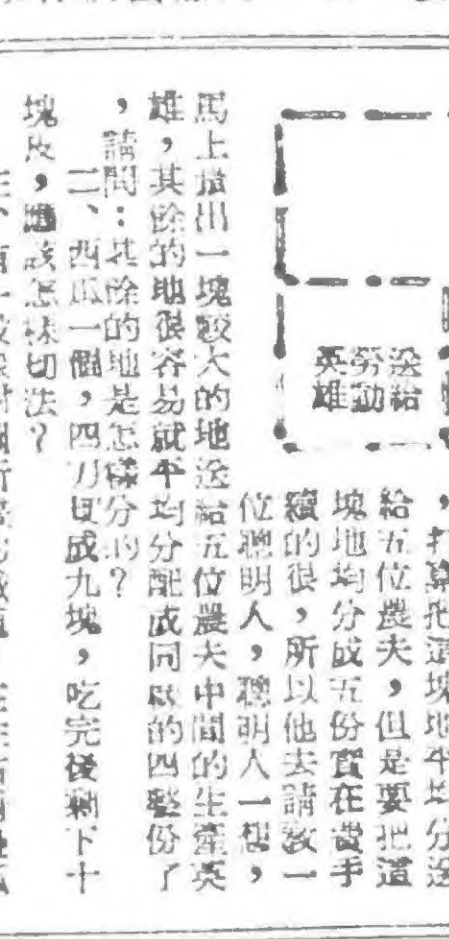 送給
勞動
英雄
，打算把這塊地平均分送
給五位農夫，但是要把這
塊地均分成五份實在費手
續的很，所以他去請教一
位聰明人，聰明人一想，
馬上指出一塊較大的地送給五位農夫中間的生產英
雄，其餘的地很容易就平均分配成同樣的四整份了
，請問：其餘的地是怎樣分的？
二、西瓜一個，四刀切成九塊，吃完後剩下十
塊皮，應該怎樣切法？